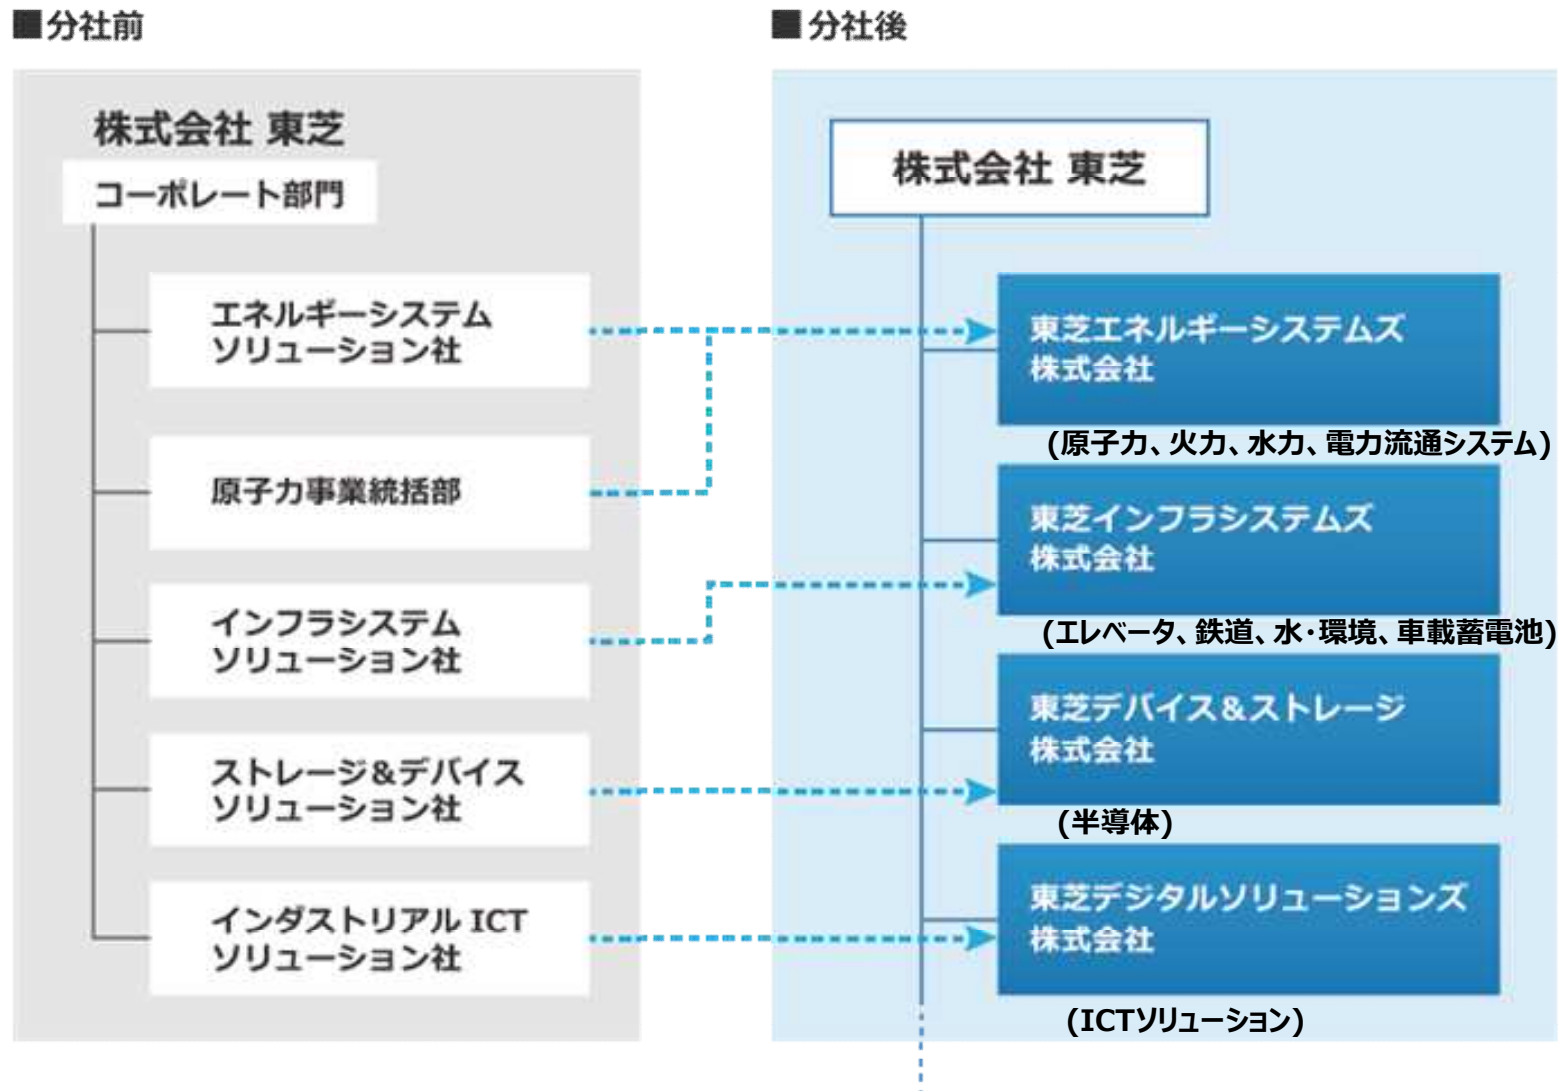 ■分社前
株式会社 東芝
コーポレート部門
エネルギーシステム
ソリューション社
原子力事業統括部
インフラシステム
ソリューション社
ストレージ&デバイス
ソリューション社
インダストリアル ICT
ソリューション社
■ 分社後
株式会社 東芝
東芝エネルギーシステムズ
株式会社
(原子力、火力、水力、電力流通システム)
東芝インフラシステムズ
株式会社
(エレベータ、鉄道、水・環境、車載蓄電池)
東芝デバイス&ストレージ
株式会社
(半導体)
東芝デジタルソリューションズ
株式会社
(ICTソリューション)